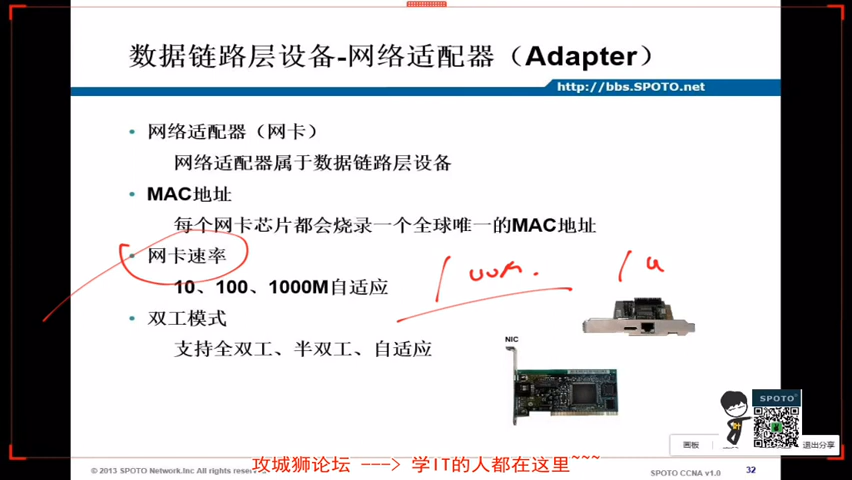 数据链路层设备-网络适配器（Adapter）
http://bbs.SPOTO.net
• 网络适配器（网卡）
网络适配器属于数据链路层设备
• MAC地址
每个网卡芯片都会烧录一个全球唯一的MAC地址
• 网卡速率
10、100、1000M自适应
• 双工模式
支持全双工、半双工、自适应
NIC
SPOTO
画板
退出分享
攻城狮论坛 ---> 学IT的人都在这里~~~
© 2013 SPOTO Network.Inc All rights
SPOTO CCNA v1.0
32